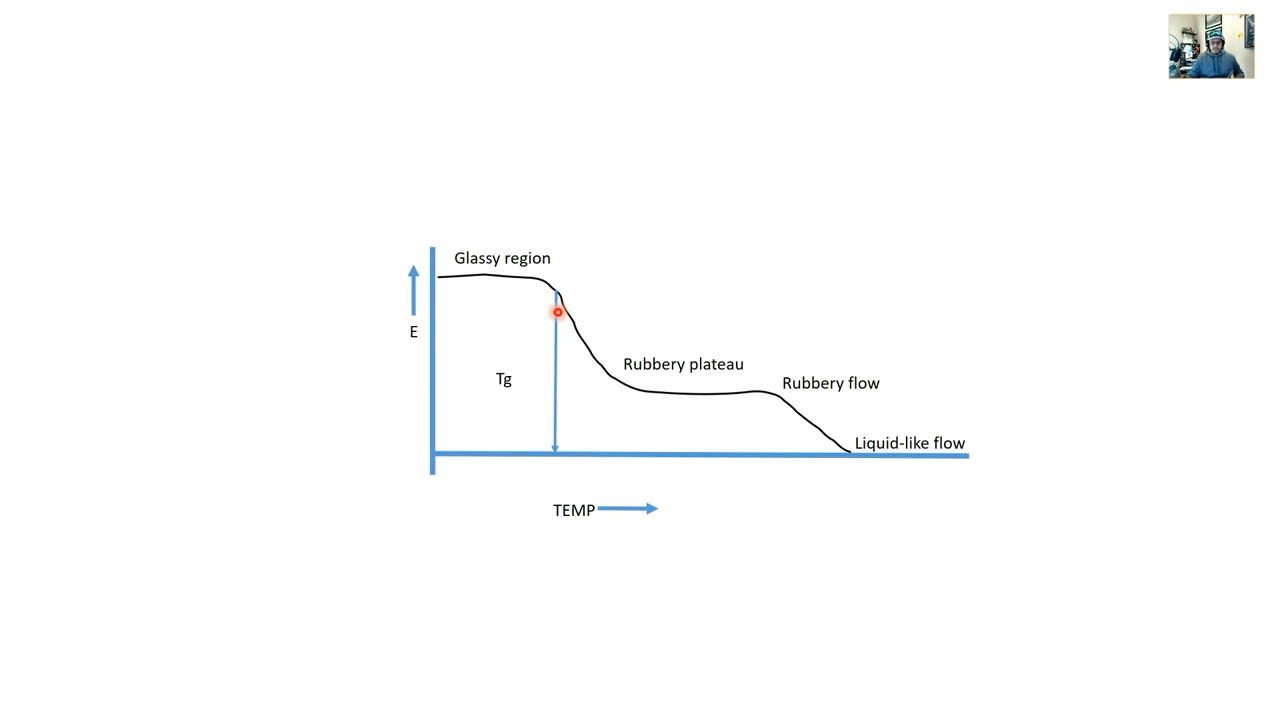 Glassy region
E
Rubbery plateau
Tg
Rubbery flow
Liquid-like flow
TEMP